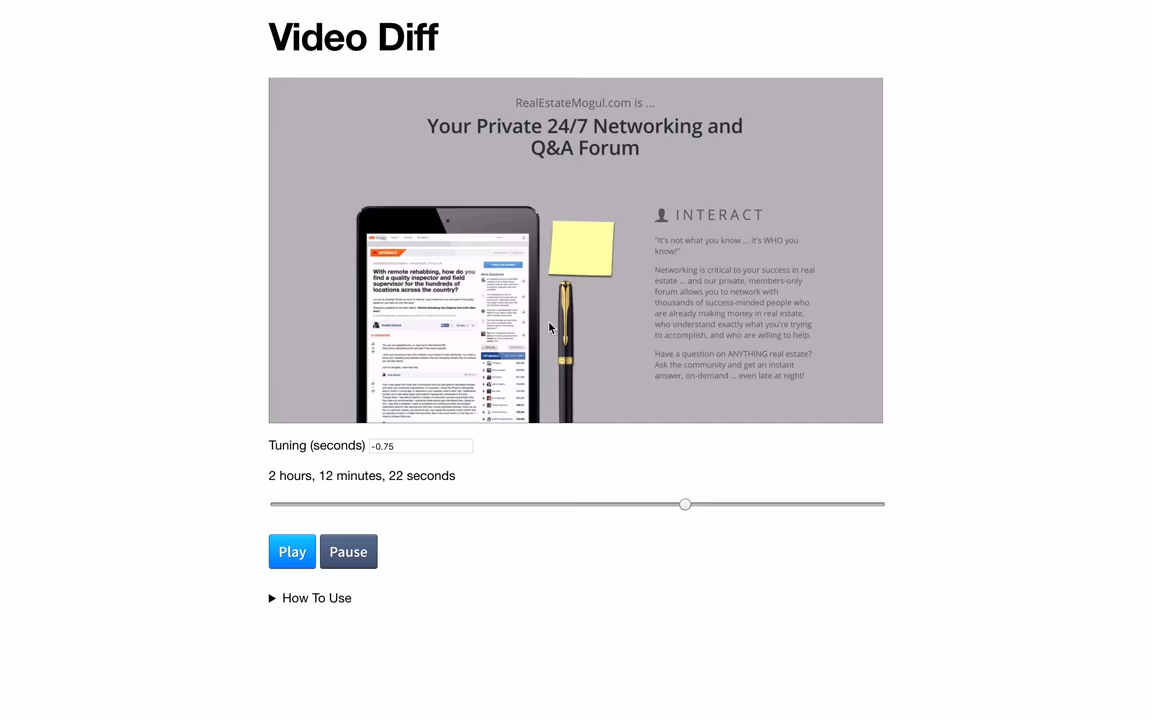 Video Diff
RealEstateMogul.com is ...
Your Private 24/7 Networking and
Q&A Forum
INTERACT
With remote rehabbing, how do you
find a quality inspector and field
supervisor for the hundreds of
locations across the country?
INTERACT
"It's not what you know ... it's WHO you
know!"
Networking is critical to your success in real
estate ... and our private, members-only
forum allows you to network with
thousands of success-minded people who
are already making money in real estate,
who understand exactly what you're trying
to accomplish, and who are willing to help.
Have a question on ANYTHING real estate?
Ask the community and get an instant
answer, on-demand ... even late at night!
Tuning (seconds) -0.75
2 hours, 12 minutes, 22 seconds
Play Pause
How To Use